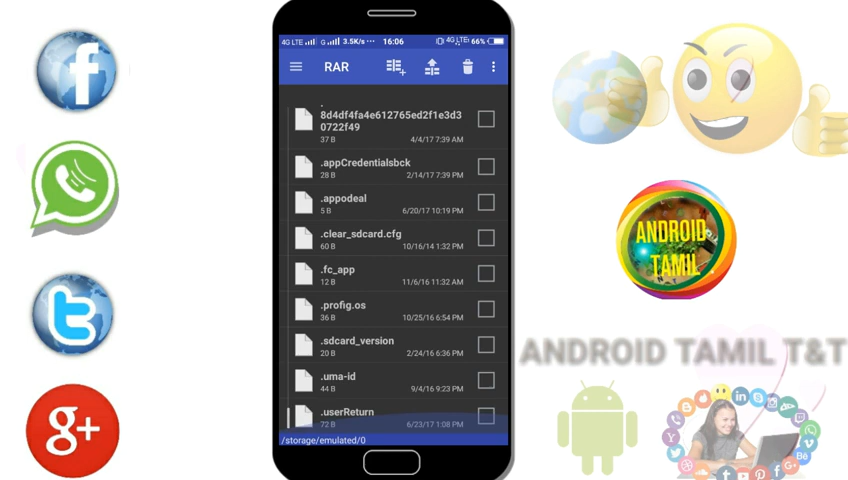 4G LTE G 3.5K/s ··· 16:06 4G LTE 66%
RAR
.
8d4df4fa4e612765ed2f1e3d3
0722f49
37 B 4/4/17 7:39 AM
.appCredentialsbck
28 B 2/14/17 7:39 PM
.appodeal
5 B 6/20/17 10:19 PM
.clear_sdcard.cfg
60 B 10/16/14 1:32 PM
.fc_app
12 B 11/6/16 11:32 AM
.profig.os
36 B 10/25/16 6:54 PM
.sdcard_version
20 B 2/24/16 6:36 PM
.uma-id
44 B 9/4/16 9:23 PM
.userReturn
72 B 6/23/17 1:08 PM
/storage/emulated/0
f
t
g+
ANDROID
TAMIL
ANDROID TAMIL T&T